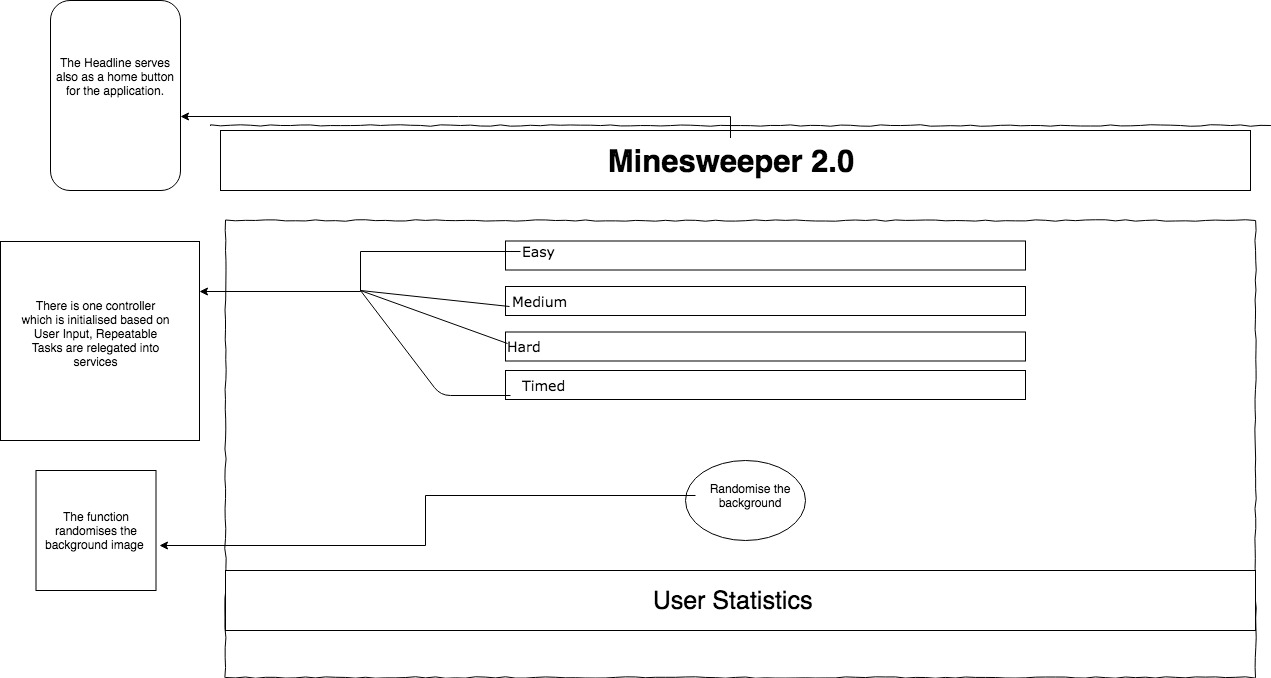 The Headline serves
also as a home button
for the application.
Minesweeper 2.0
There is one controller
which is initialised based on
User Input, Repeatable
Tasks are relegated into
services
Easy
Medium
Hard
Timed
Randomise the
background
The function
randomises the
background image
User Statistics